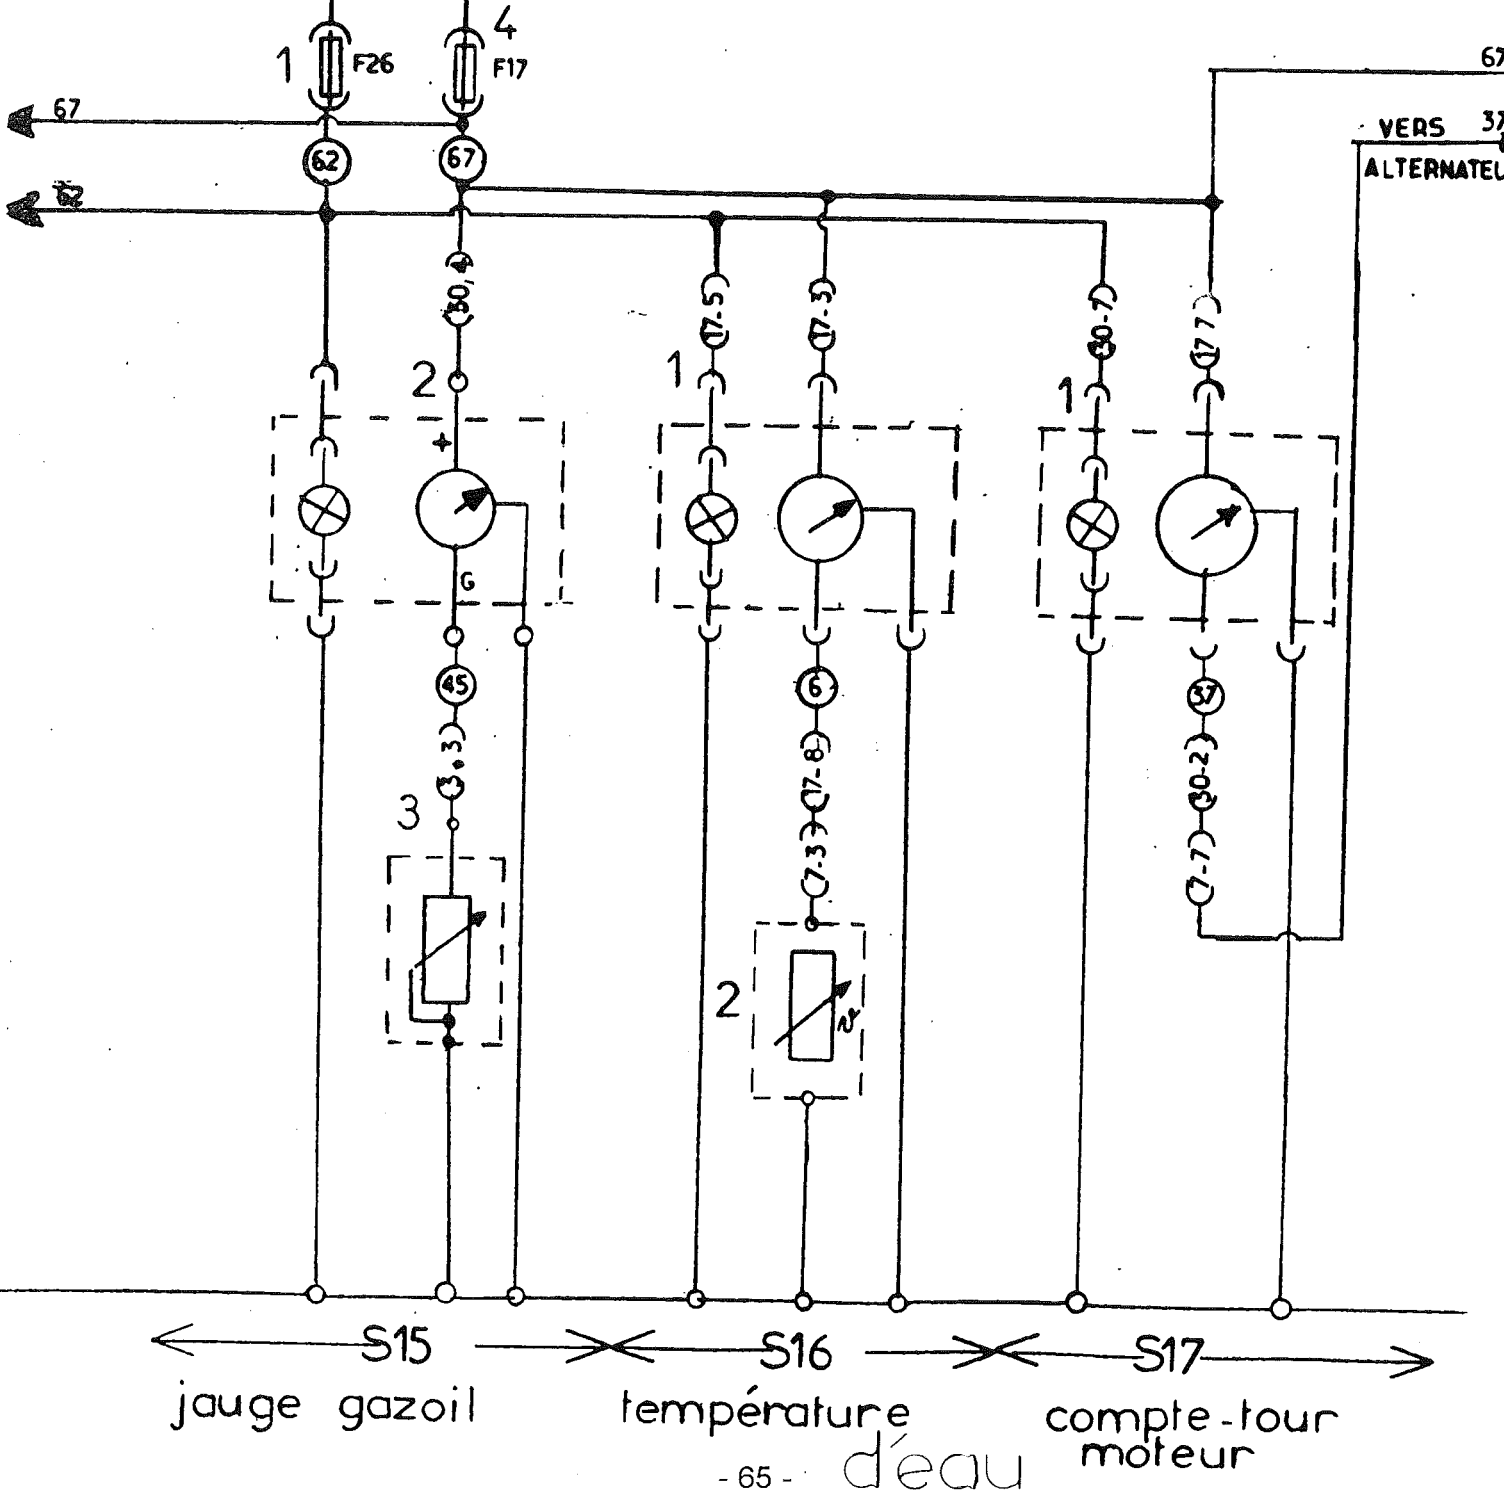 4
1 F26 F17 67
67 VERS 37
62 67 ALTERNATEU
62
30,4 17-5 17-3 30-7 17 7
2 1 1
+
G
45 6 37
3.3 17-8 30-2
3 7-3 7-7
2
S15 S16 S17
jauge gazoil température compte-tour
d'eau moteur
- 65 -